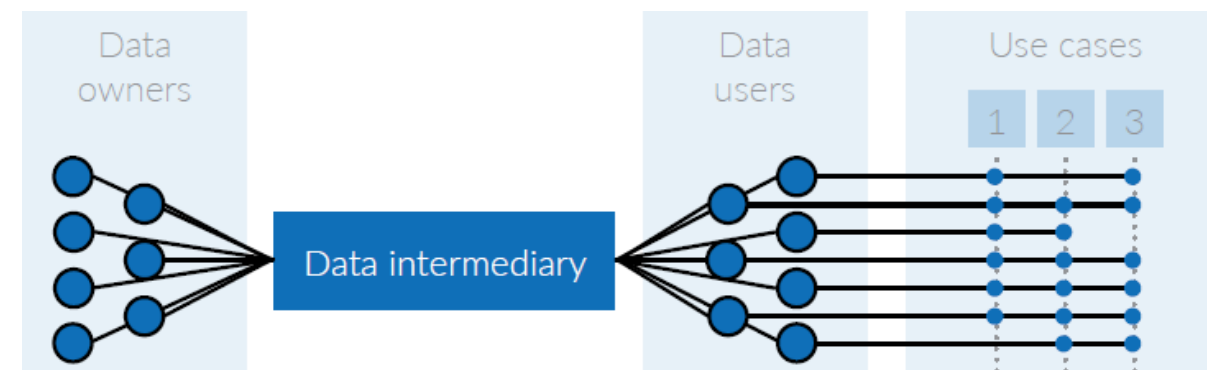 Data
owners
Data intermediary
Data
users
Use cases
1 2 3